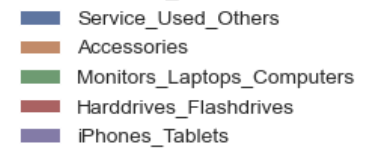 Service_Used_Others
Accessories
Monitors_Laptops_Computers
Harddrives_Flashdrives
iPhones_Tablets